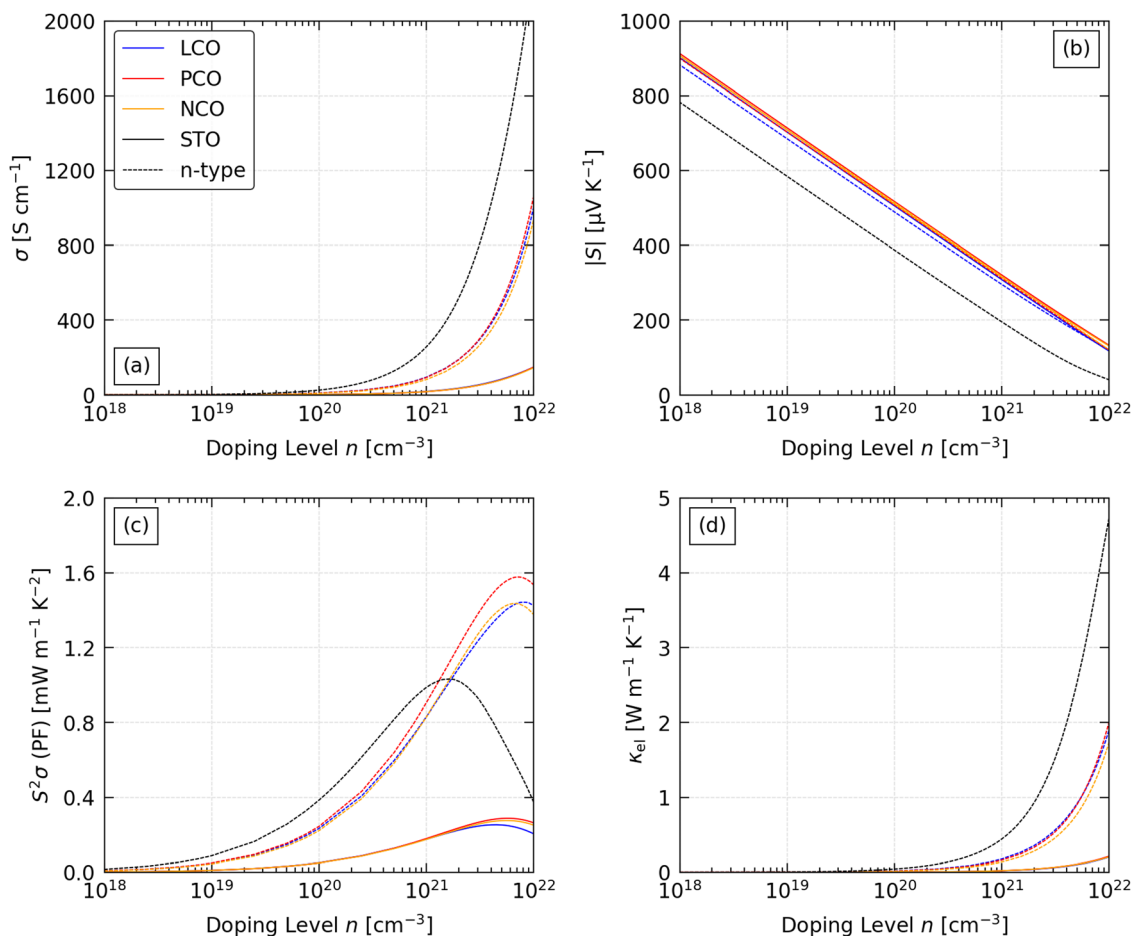 2000
1600
1200
800
400
0
σ [S cm⁻¹]
LCO
PCO
NCO
STO
n-type
(a)
10¹⁸ 10¹⁹ 10²⁰ 10²¹ 10²²
Doping Level n [cm⁻³]
1000
800
600
400
200
0
|S| [µV K⁻¹]
(b)
10¹⁸ 10¹⁹ 10²⁰ 10²¹ 10²²
Doping Level n [cm⁻³]
2.0
1.6
1.2
0.8
0.4
0.0
S²σ (PF) [mW m⁻¹ K⁻²]
(c)
10¹⁸ 10¹⁹ 10²⁰ 10²¹ 10²²
Doping Level n [cm⁻³]
5
4
3
2
1
0
κel [W m⁻¹ K⁻¹]
(d)
10¹⁸ 10¹⁹ 10²⁰ 10²¹ 10²²
Doping Level n [cm⁻³]